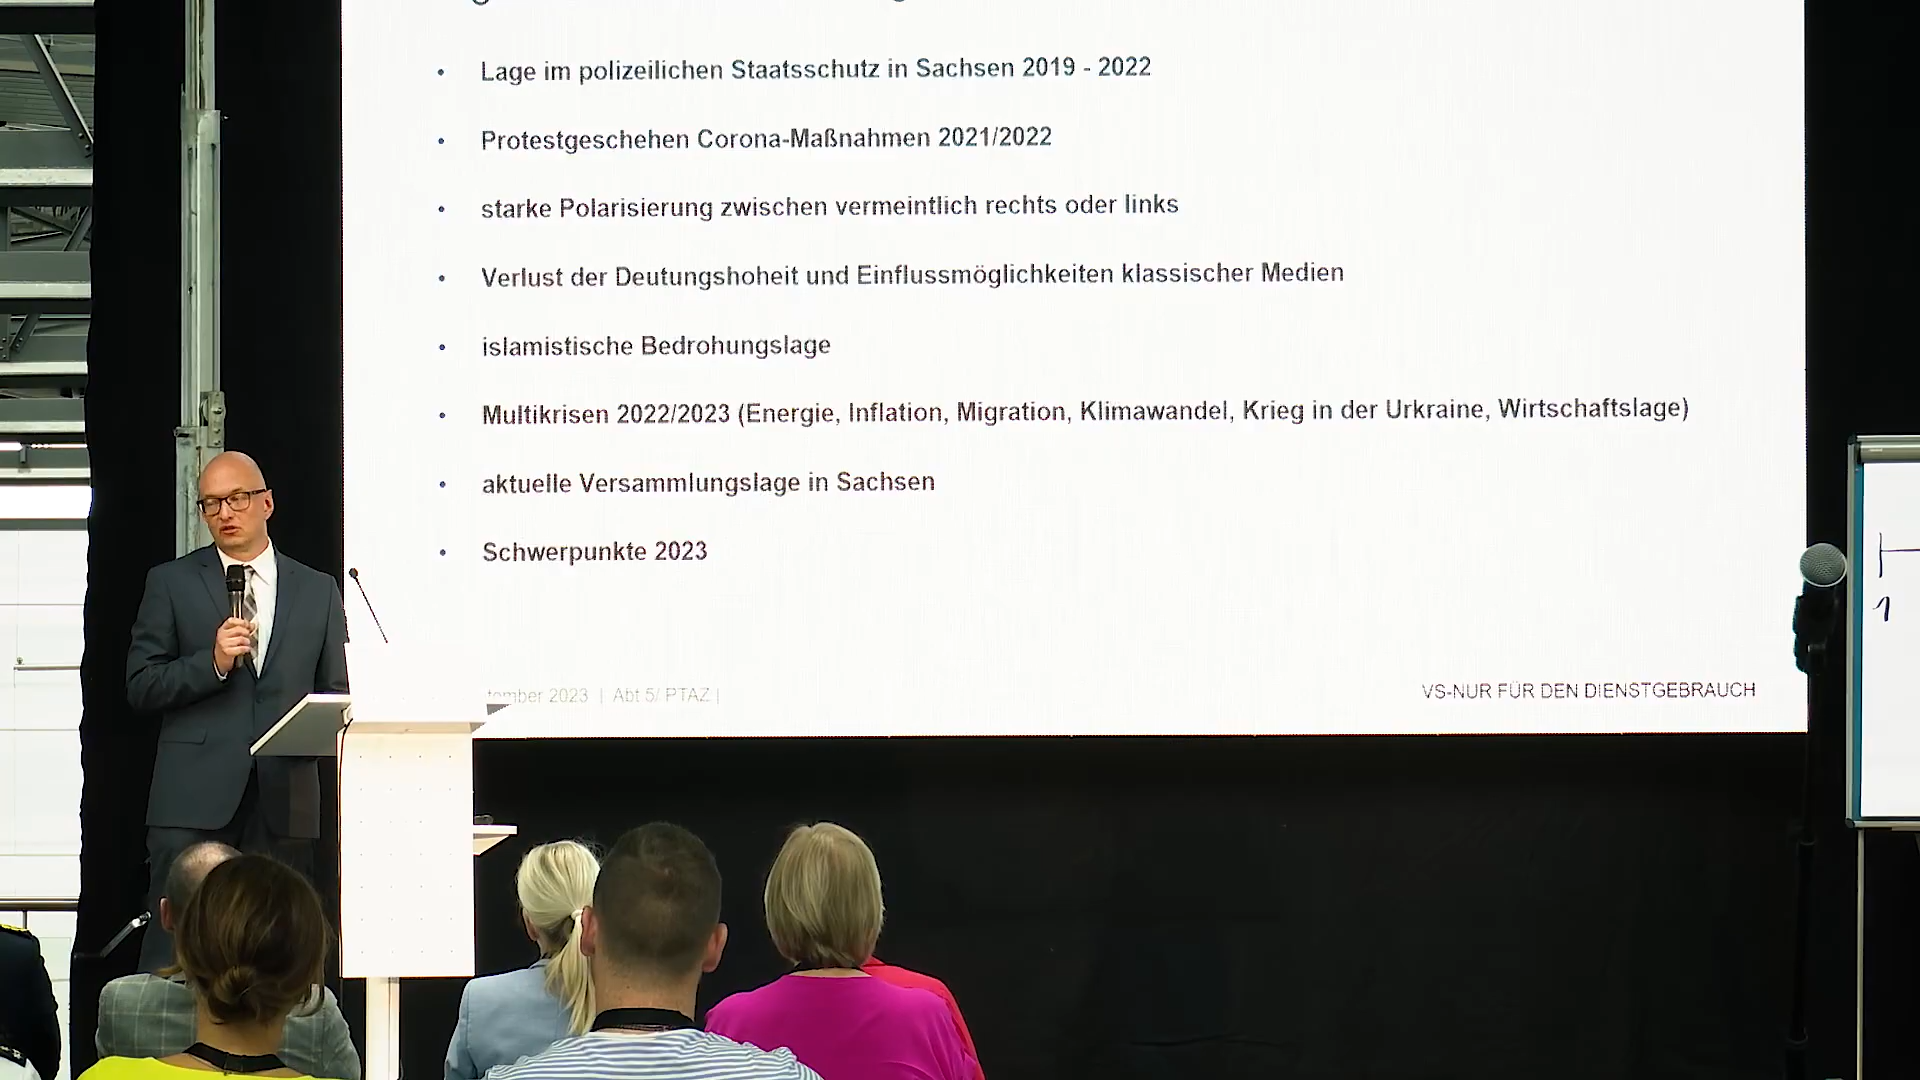 Lage im polizeilichen Staatsschutz in Sachsen 2019 - 2022
Protestgeschehen Corona-Maßnahmen 2021/2022
starke Polarisierung zwischen vermeintlich rechts oder links
Verlust der Deutungshoheit und Einflussmöglichkeiten klassischer Medien
islamistische Bedrohungslage
Multikrisen 2022/2023 (Energie, Inflation, Migration, Klimawandel, Krieg in der Urkraine, Wirtschaftslage)
aktuelle Versammlungslage in Sachsen
Schwerpunkte 2023
tember 2023 | Abt 5/ PTAZ |
VS-NUR FÜR DEN DIENSTGEBRAUCH
1